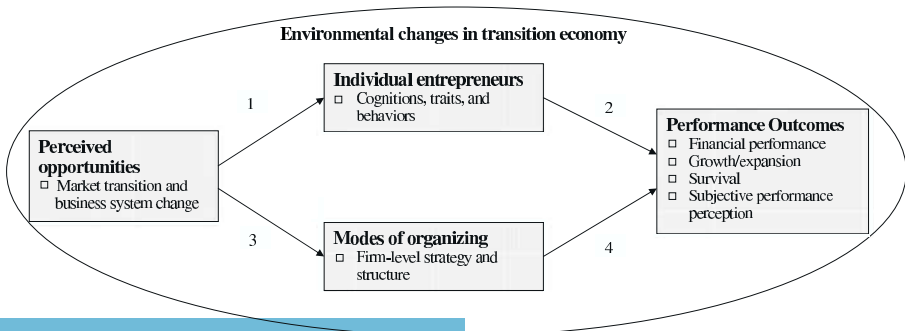 Environmental changes in transition economy
Individual entrepreneurs
□ Cognitions, traits, and
behaviors
1
2
Performance Outcomes
□ Financial performance
□ Growth/expansion
□ Survival
□ Subjective performance
perception
Perceived
opportunities
□ Market transition and
business system change
3
4
Modes of organizing
□ Firm-level strategy and
structure